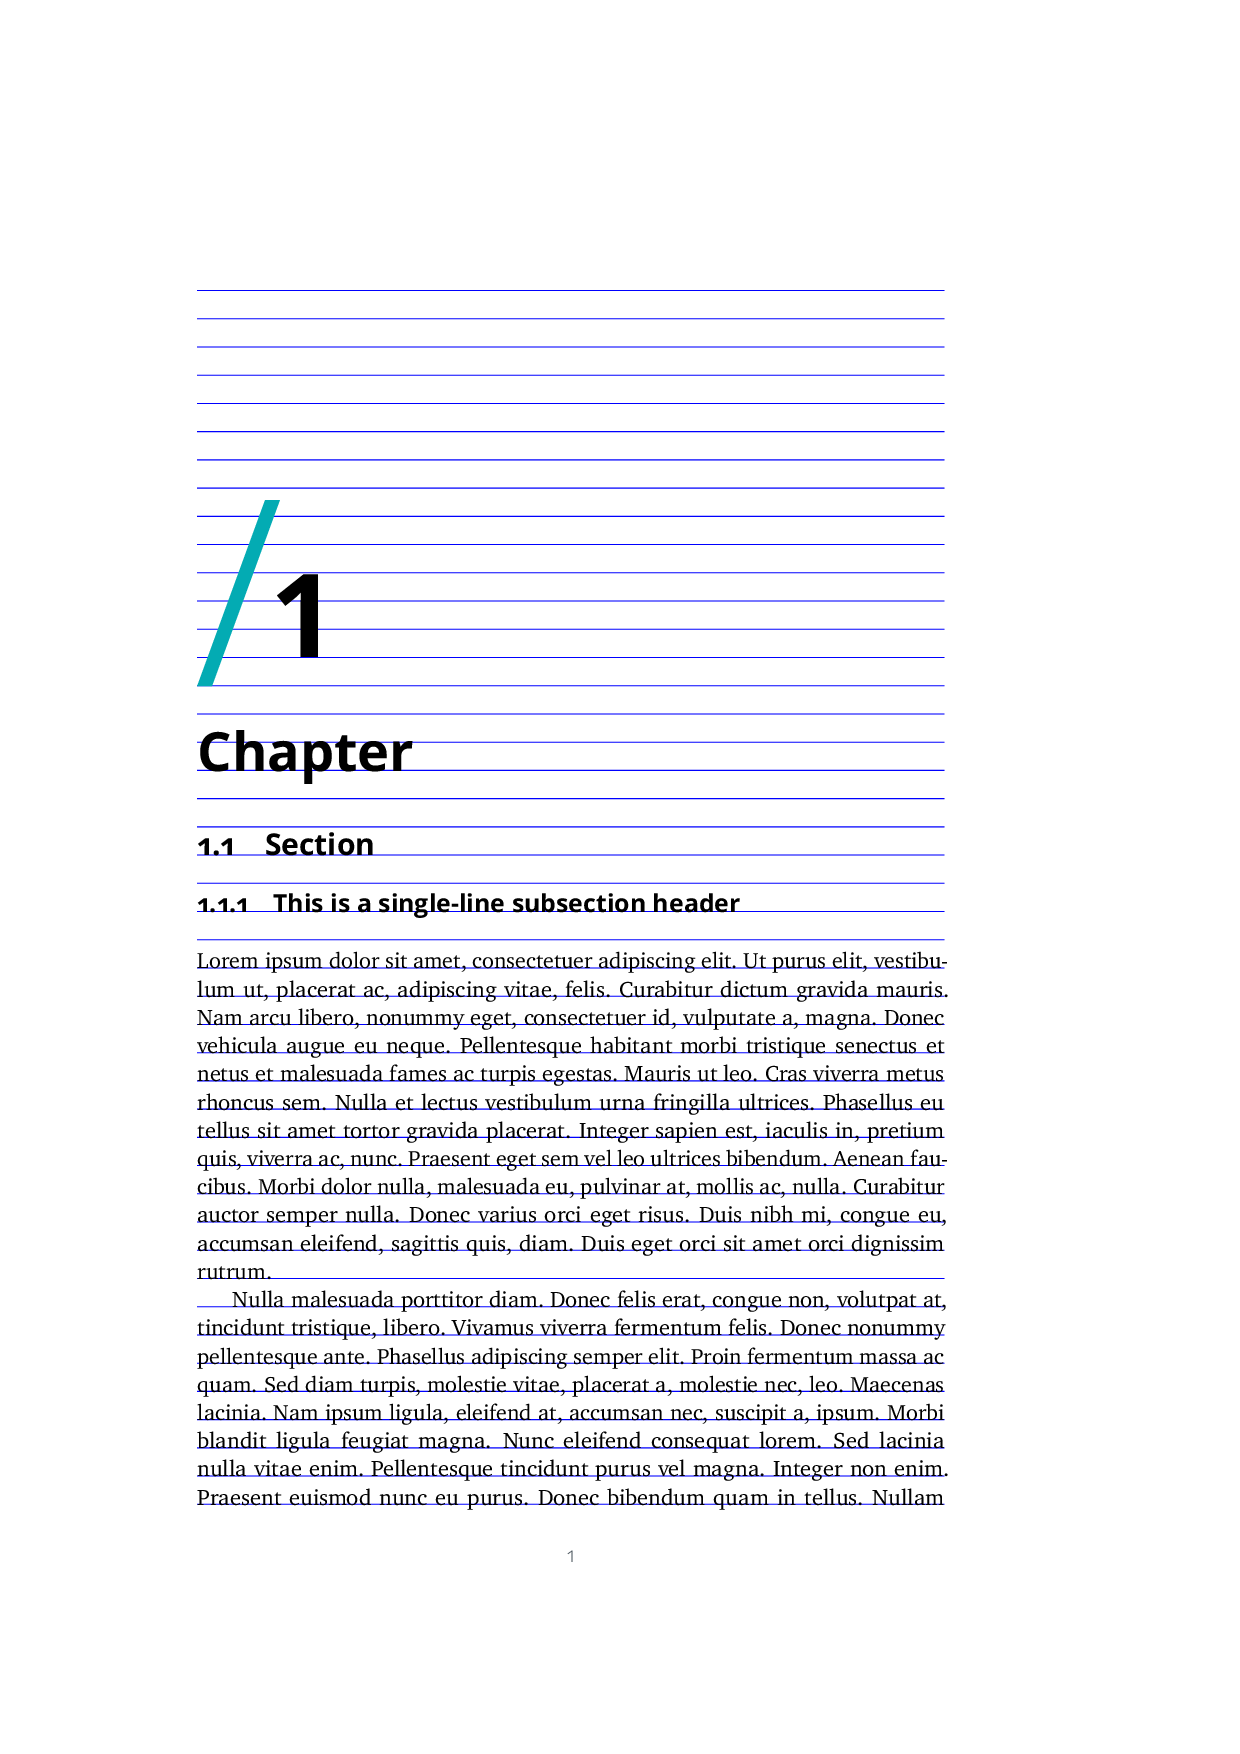 /1
Chapter
1.1 Section
1.1.1 This is a single-line subsection header
Lorem ipsum dolor sit amet, consectetuer adipiscing elit. Ut purus elit, vestibu-
lum ut, placerat ac, adipiscing vitae, felis. Curabitur dictum gravida mauris.
Nam arcu libero, nonummy eget, consectetuer id, vulputate a, magna. Donec
vehicula augue eu neque. Pellentesque habitant morbi tristique senectus et
netus et malesuada fames ac turpis egestas. Mauris ut leo. Cras viverra metus
rhoncus sem. Nulla et lectus vestibulum urna fringilla ultrices. Phasellus eu
tellus sit amet tortor gravida placerat. Integer sapien est, iaculis in, pretium
quis, viverra ac, nunc. Praesent eget sem vel leo ultrices bibendum. Aenean fau-
cibus. Morbi dolor nulla, malesuada eu, pulvinar at, mollis ac, nulla. Curabitur
auctor semper nulla. Donec varius orci eget risus. Duis nibh mi, congue eu,
accumsan eleifend, sagittis quis, diam. Duis eget orci sit amet orci dignissim
rutrum.
Nulla malesuada porttitor diam. Donec felis erat, congue non, volutpat at,
tincidunt tristique, libero. Vivamus viverra fermentum felis. Donec nonummy
pellentesque ante. Phasellus adipiscing semper elit. Proin fermentum massa ac
quam. Sed diam turpis, molestie vitae, placerat a, molestie nec, leo. Maecenas
lacinia. Nam ipsum ligula, eleifend at, accumsan nec, suscipit a, ipsum. Morbi
blandit ligula feugiat magna. Nunc eleifend consequat lorem. Sed lacinia
nulla vitae enim. Pellentesque tincidunt purus vel magna. Integer non enim.
Praesent euismod nunc eu purus. Donec bibendum quam in tellus. Nullam
1